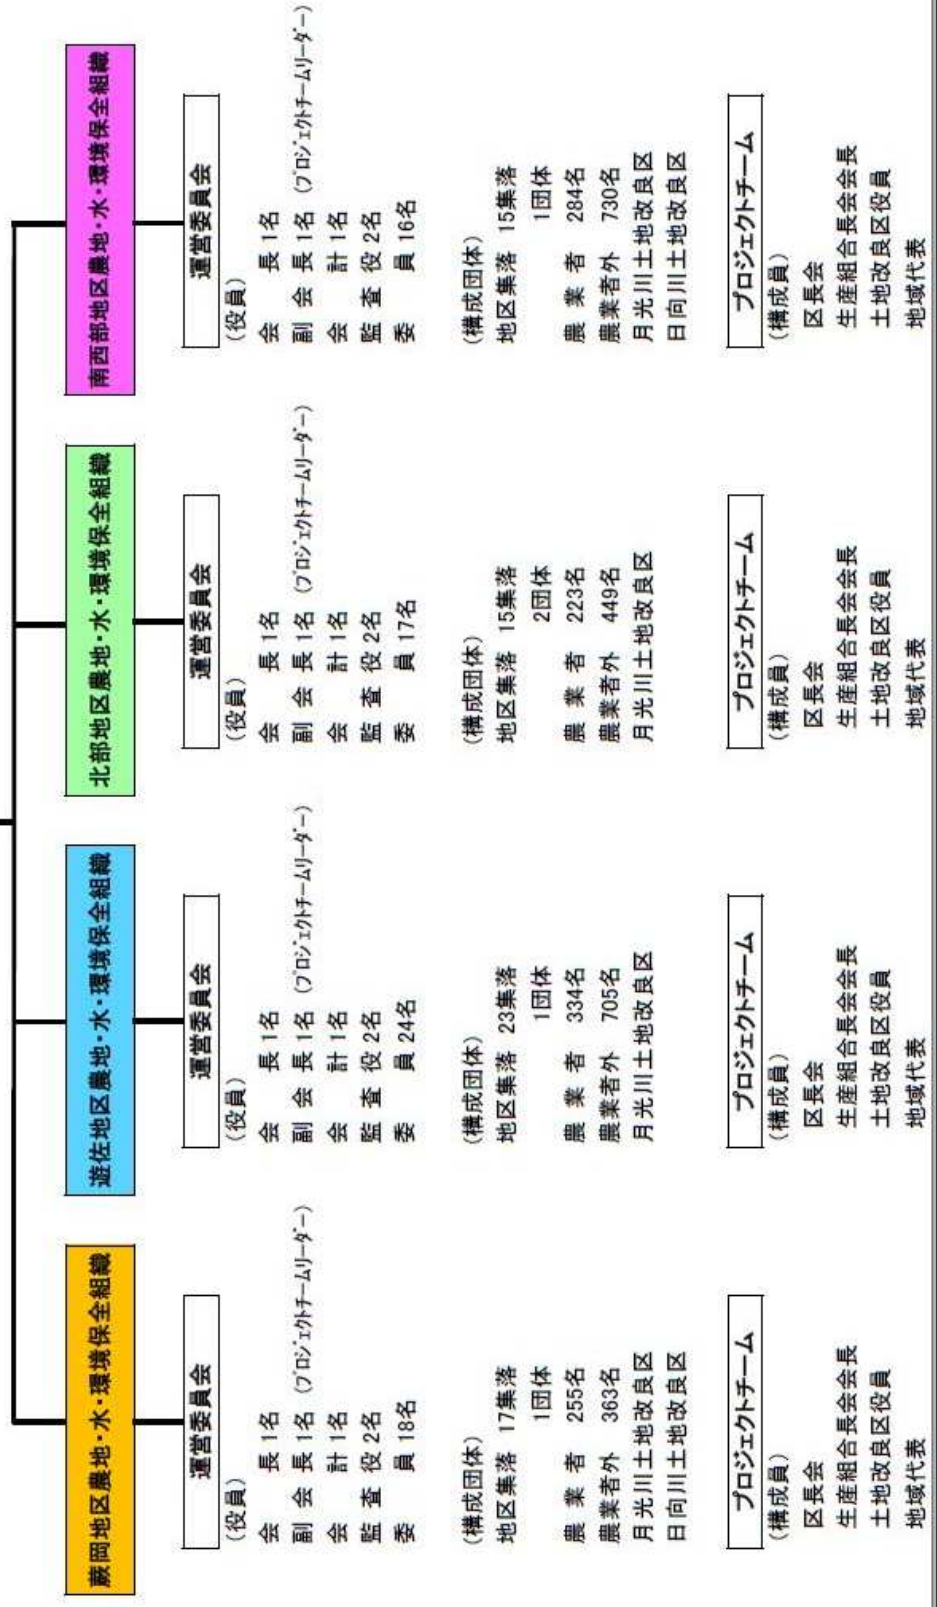 蕨岡地区農地・水・環境保全組織
運営委員会
(役員)
会 長 1名
副 会 長 1名 (プロジェクトチームリーダー)
会 計 1名
監 査 役 2名
委 員 18名
(構成団体)
地区集落 17集落
1団体
農 業 者 255名
農業者外 363名
月光川土地改良区
日向川土地改良区
プロジェクトチーム
(構成員)
区長会
生産組合長会会長
土地改良区役員
地域代表
遊佐地区農地・水・環境保全組織
運営委員会
(役員)
会 長 1名
副 会 長 1名 (プロジェクトチームリーダー)
会 計 1名
監 査 役 2名
委 員 24名
(構成団体)
地区集落 23集落
1団体
農 業 者 334名
農業者外 705名
月光川土地改良区
プロジェクトチーム
(構成員)
区長会
生産組合長会会長
土地改良区役員
地域代表
北部地区農地・水・環境保全組織
運営委員会
(役員)
会 長 1名
副 会 長 1名 (プロジェクトチームリーダー)
会 計 1名
監 査 役 2名
委 員 17名
(構成団体)
地区集落 15集落
2団体
農 業 者 223名
農業者外 449名
月光川土地改良区
プロジェクトチーム
(構成員)
区長会
生産組合長会会長
土地改良区役員
地域代表
南西部地区農地・水・環境保全組織
運営委員会
(役員)
会 長 1名
副 会 長 1名 (プロジェクトチームリーダー)
会 計 1名
監 査 役 2名
委 員 16名
(構成団体)
地区集落 15集落
1団体
農 業 者 284名
農業者外 730名
月光川土地改良区
日向川土地改良区
プロジェクトチーム
(構成員)
区長会
生産組合長会会長
土地改良区役員
地域代表